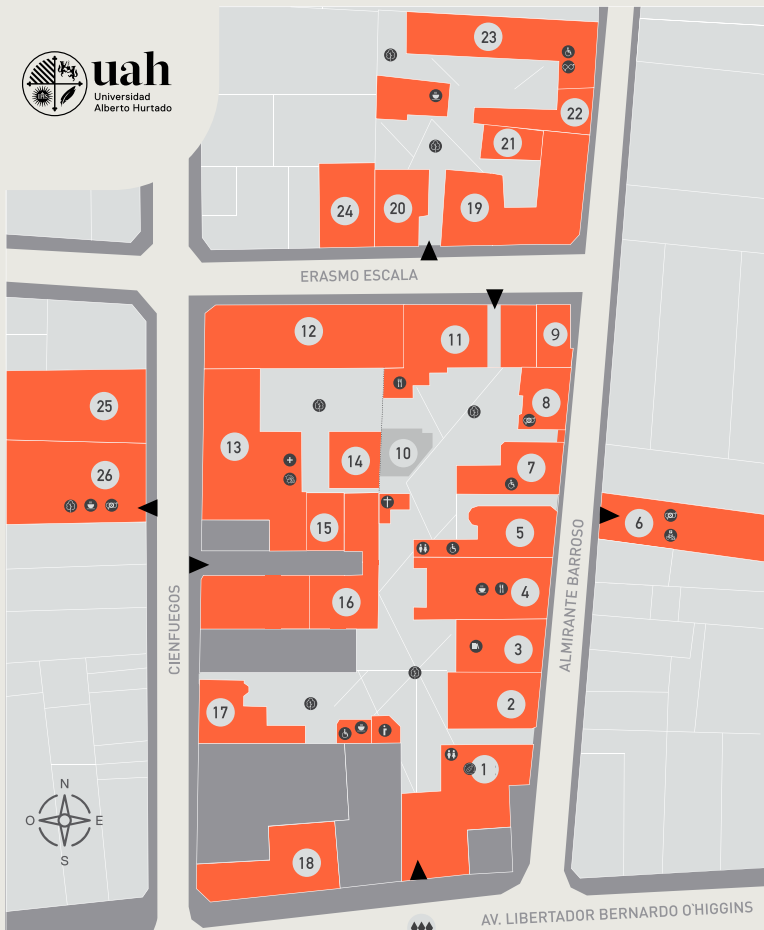 uah
Universidad
Alberto Hurtado
23
22
21
24
20
19
ERASMO ESCALA
12
11
9
25
8
13
14
10
7
26
15
5
6
16
4
CIENFUEGOS
ALMIRANTE BARROSO
3
17
2
1
N
O
E
S
18
AV. LIBERTADOR BERNARDO O'HIGGINS